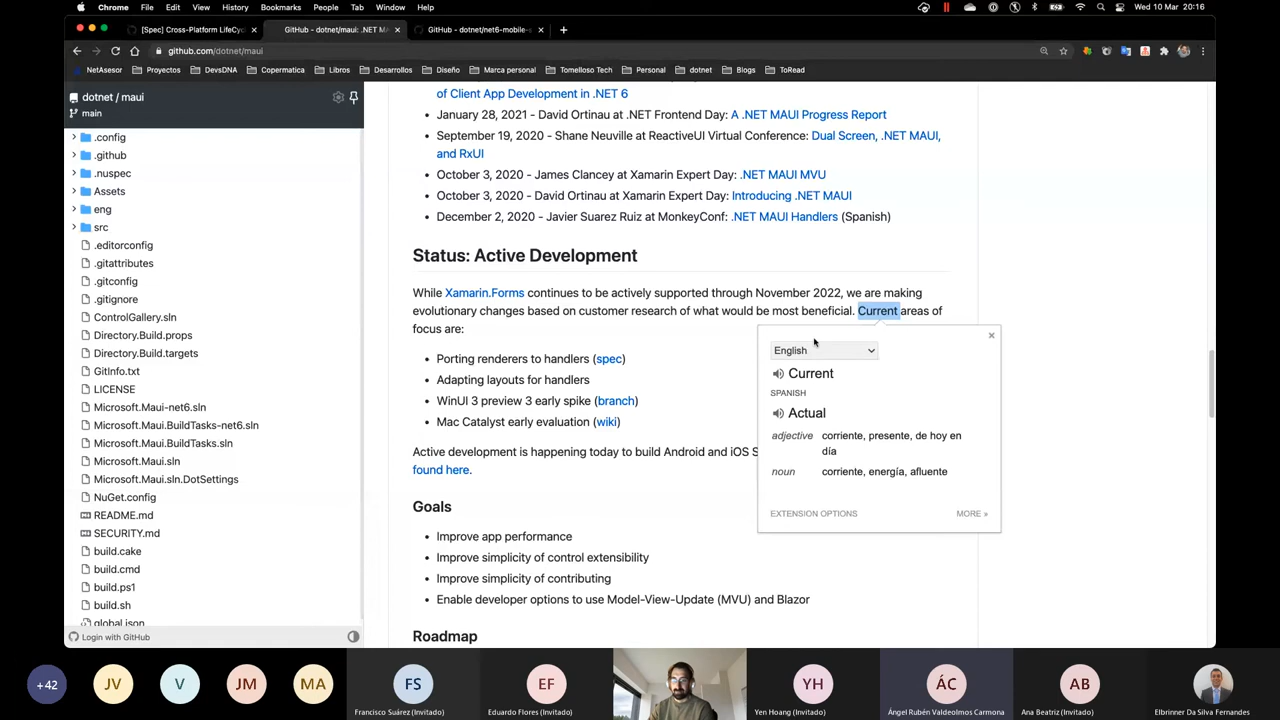 Chrome File Edit View History Bookmarks People Tab Window Help Wed 10 Mar 20:16
[Spec] Cross-Platform LifeCyc GitHub - dotnet/maui: .NET M GitHub - dotnet/net6-mobile-s
github.com/dotnet/maui
NetAsesor Proyectos DevsDNA Copermatica Libros Desarrollos Diseño Marca personal Tomelloso Tech Personal dotnet Blogs ToRead
dotnet / maui
main
.config
.github
.nuspec
Assets
eng
src
.editorconfig
.gitattributes
.gitconfig
.gitignore
ControlGallery.sln
Directory.Build.props
Directory.Build.targets
GitInfo.txt
LICENSE
Microsoft.Maui-net6.sln
Microsoft.Maui.BuildTasks-net6.sln
Microsoft.Maui.BuildTasks.sln
Microsoft.Maui.sln
Microsoft.Maui.sln.DotSettings
NuGet.config
README.md
SECURITY.md
build.cake
build.cmd
build.ps1
build.sh
global.json
Login with GitHub
of Client App Development in .NET 6
• January 28, 2021 - David Ortinau at .NET Frontend Day: A .NET MAUI Progress Report
• September 19, 2020 - Shane Neuville at ReactiveUI Virtual Conference: Dual Screen, .NET MAUI,
and RxUI
• October 3, 2020 - James Clancey at Xamarin Expert Day: .NET MAUI MVU
• October 3, 2020 - David Ortinau at Xamarin Expert Day: Introducing .NET MAUI
• December 2, 2020 - Javier Suarez Ruiz at MonkeyConf: .NET MAUI Handlers (Spanish)
Status: Active Development
While Xamarin.Forms continues to be actively supported through November 2022, we are making
evolutionary changes based on customer research of what would be most beneficial. Current areas of
focus are:
• Porting renderers to handlers (spec)
• Adapting layouts for handlers
• WinUI 3 preview 3 early spike (branch)
• Mac Catalyst early evaluation (wiki)
Active development is happening today to build Android and iOS S
found here.
Goals
• Improve app performance
• Improve simplicity of control extensibility
• Improve simplicity of contributing
• Enable developer options to use Model-View-Update (MVU) and Blazor
Roadmap
English
Current
SPANISH
Actual
adjective corriente, presente, de hoy en
día
noun corriente, energía, afluente
EXTENSION OPTIONS MORE »
+42 JV V JM MA FS EF YH ÁC AB
Francisco Suárez (Invitado) Eduardo Flores (Invitado) Yen Hoang (Invitado) Ángel Rubén Valdeolmos Carmona Ana Beatriz (Invitado) Elbrinner Da Silva Fernandes